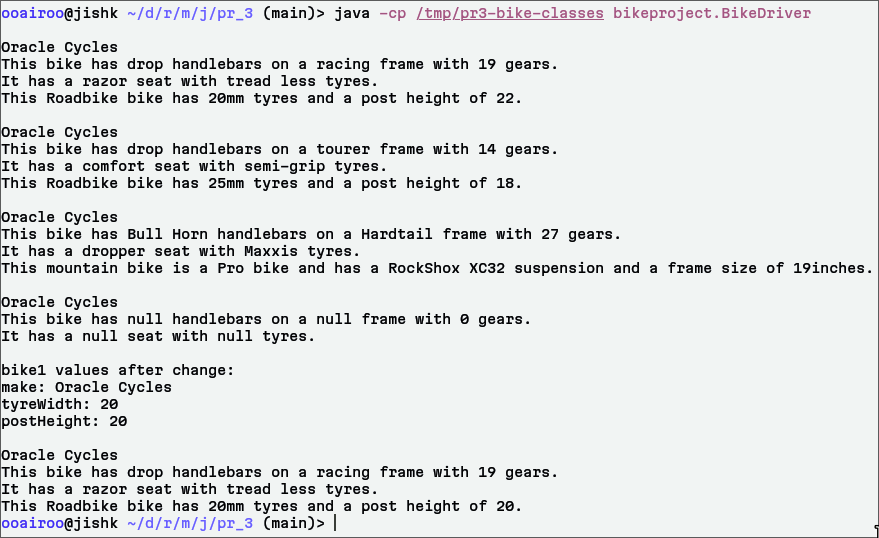 ooairoo@jishk ~/d/r/m/j/pr_3 (main)> java -cp /tmp/pr3-bike-classes bikeproject.BikeDriver
Oracle Cycles
This bike has drop handlebars on a racing frame with 19 gears.
It has a razor seat with tread less tyres.
This Roadbike bike has 20mm tyres and a post height of 22.
Oracle Cycles
This bike has drop handlebars on a tourer frame with 14 gears.
It has a comfort seat with semi-grip tyres.
This Roadbike bike has 25mm tyres and a post height of 18.
Oracle Cycles
This bike has Bull Horn handlebars on a Hardtail frame with 27 gears.
It has a dropper seat with Maxxis tyres.
This mountain bike is a Pro bike and has a RockShox XC32 suspension and a frame size of 19inches.
Oracle Cycles
This bike has null handlebars on a null frame with 0 gears.
It has a null seat with null tyres.
bike1 values after change:
make: Oracle Cycles
tyreWidth: 20
postHeight: 20
Oracle Cycles
This bike has drop handlebars on a racing frame with 19 gears.
It has a razor seat with tread less tyres.
This Roadbike bike has 20mm tyres and a post height of 20.
ooairoo@jishk ~/d/r/m/j/pr_3 (main)>